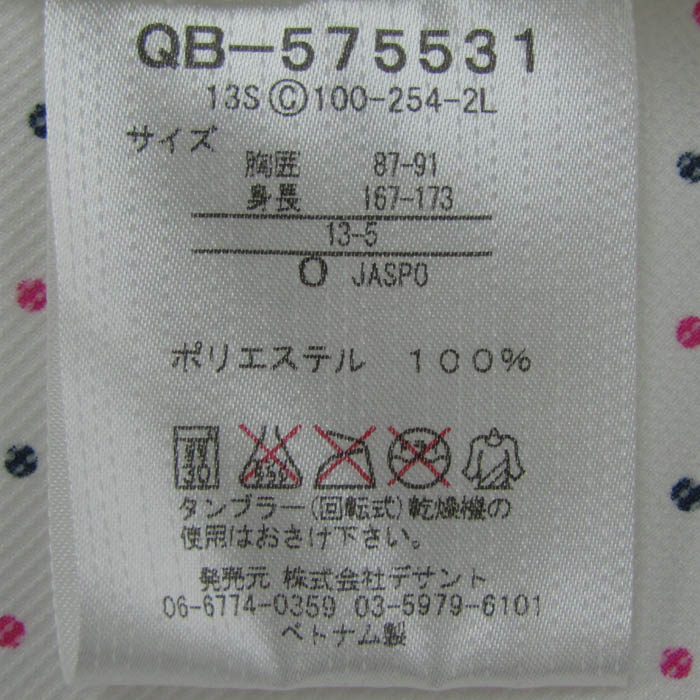 QB-575531
13SⒸ100-254-2L
サイズ
胸囲 87-91
身長 167-173
13-5
O JASPO
ポリエステル 100%
30
タンブラー(回転式)乾燥機の
使用はおさけ下さい。
発売元 株式会社デサント
06-6774-0359 03-5979-6101
ベトナム製